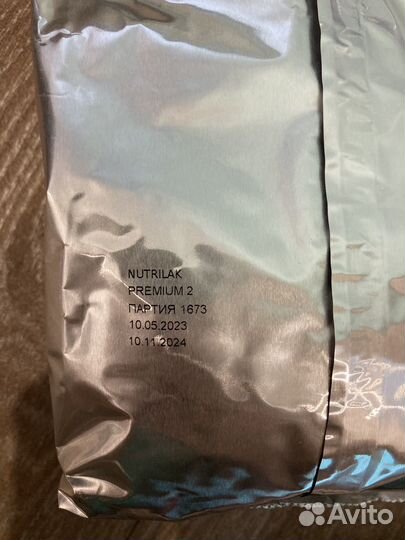 NUTRILAK
PREMIUM 2
ПАРТИЯ 1673
10.05.2023
10.11.2024
Avito